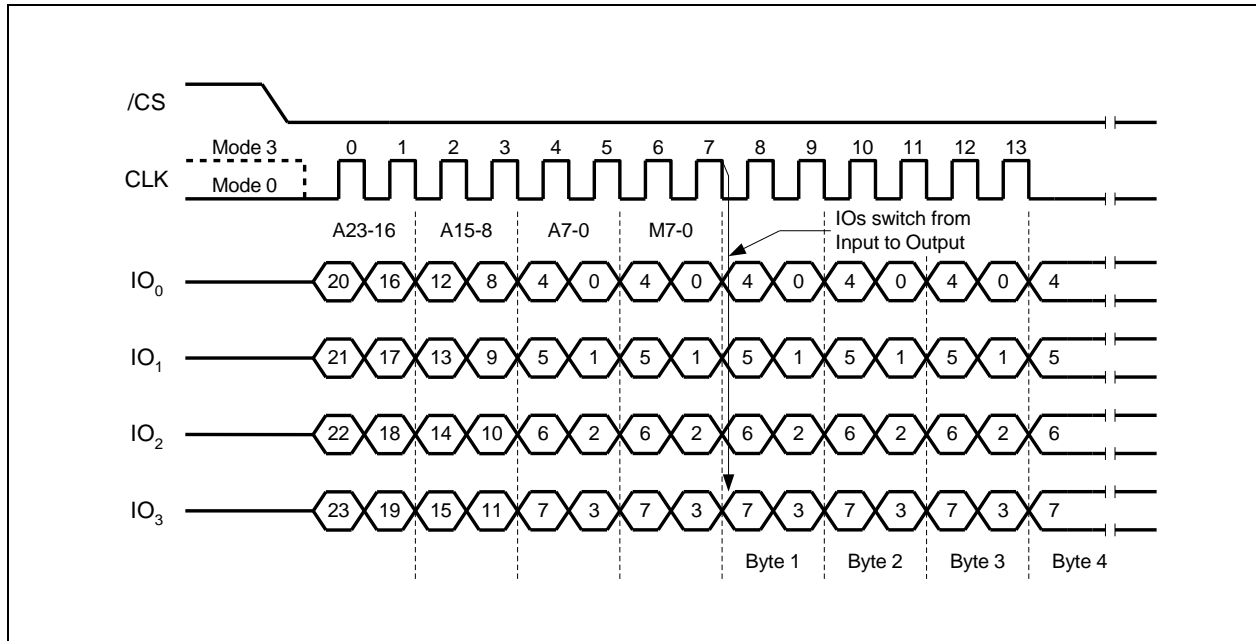 /CS
Mode 3
0 1 2 3 4 5 6 7 8 9 10 11 12 13
CLK
Mode 0
A23-16 A15-8 A7-0 M7-0
IOs switch from
Input to Output
IO0 20 16 12 8 4 0 4 0 4 0 4 0 4 0 4
IO1 21 17 13 9 5 1 5 1 5 1 5 1 5 1 5
IO2 22 18 14 10 6 2 6 2 6 2 6 2 6 2 6
IO3 23 19 15 11 7 3 7 3 7 3 7 3 7 3 7
Byte 1 Byte 2 Byte 3 Byte 4